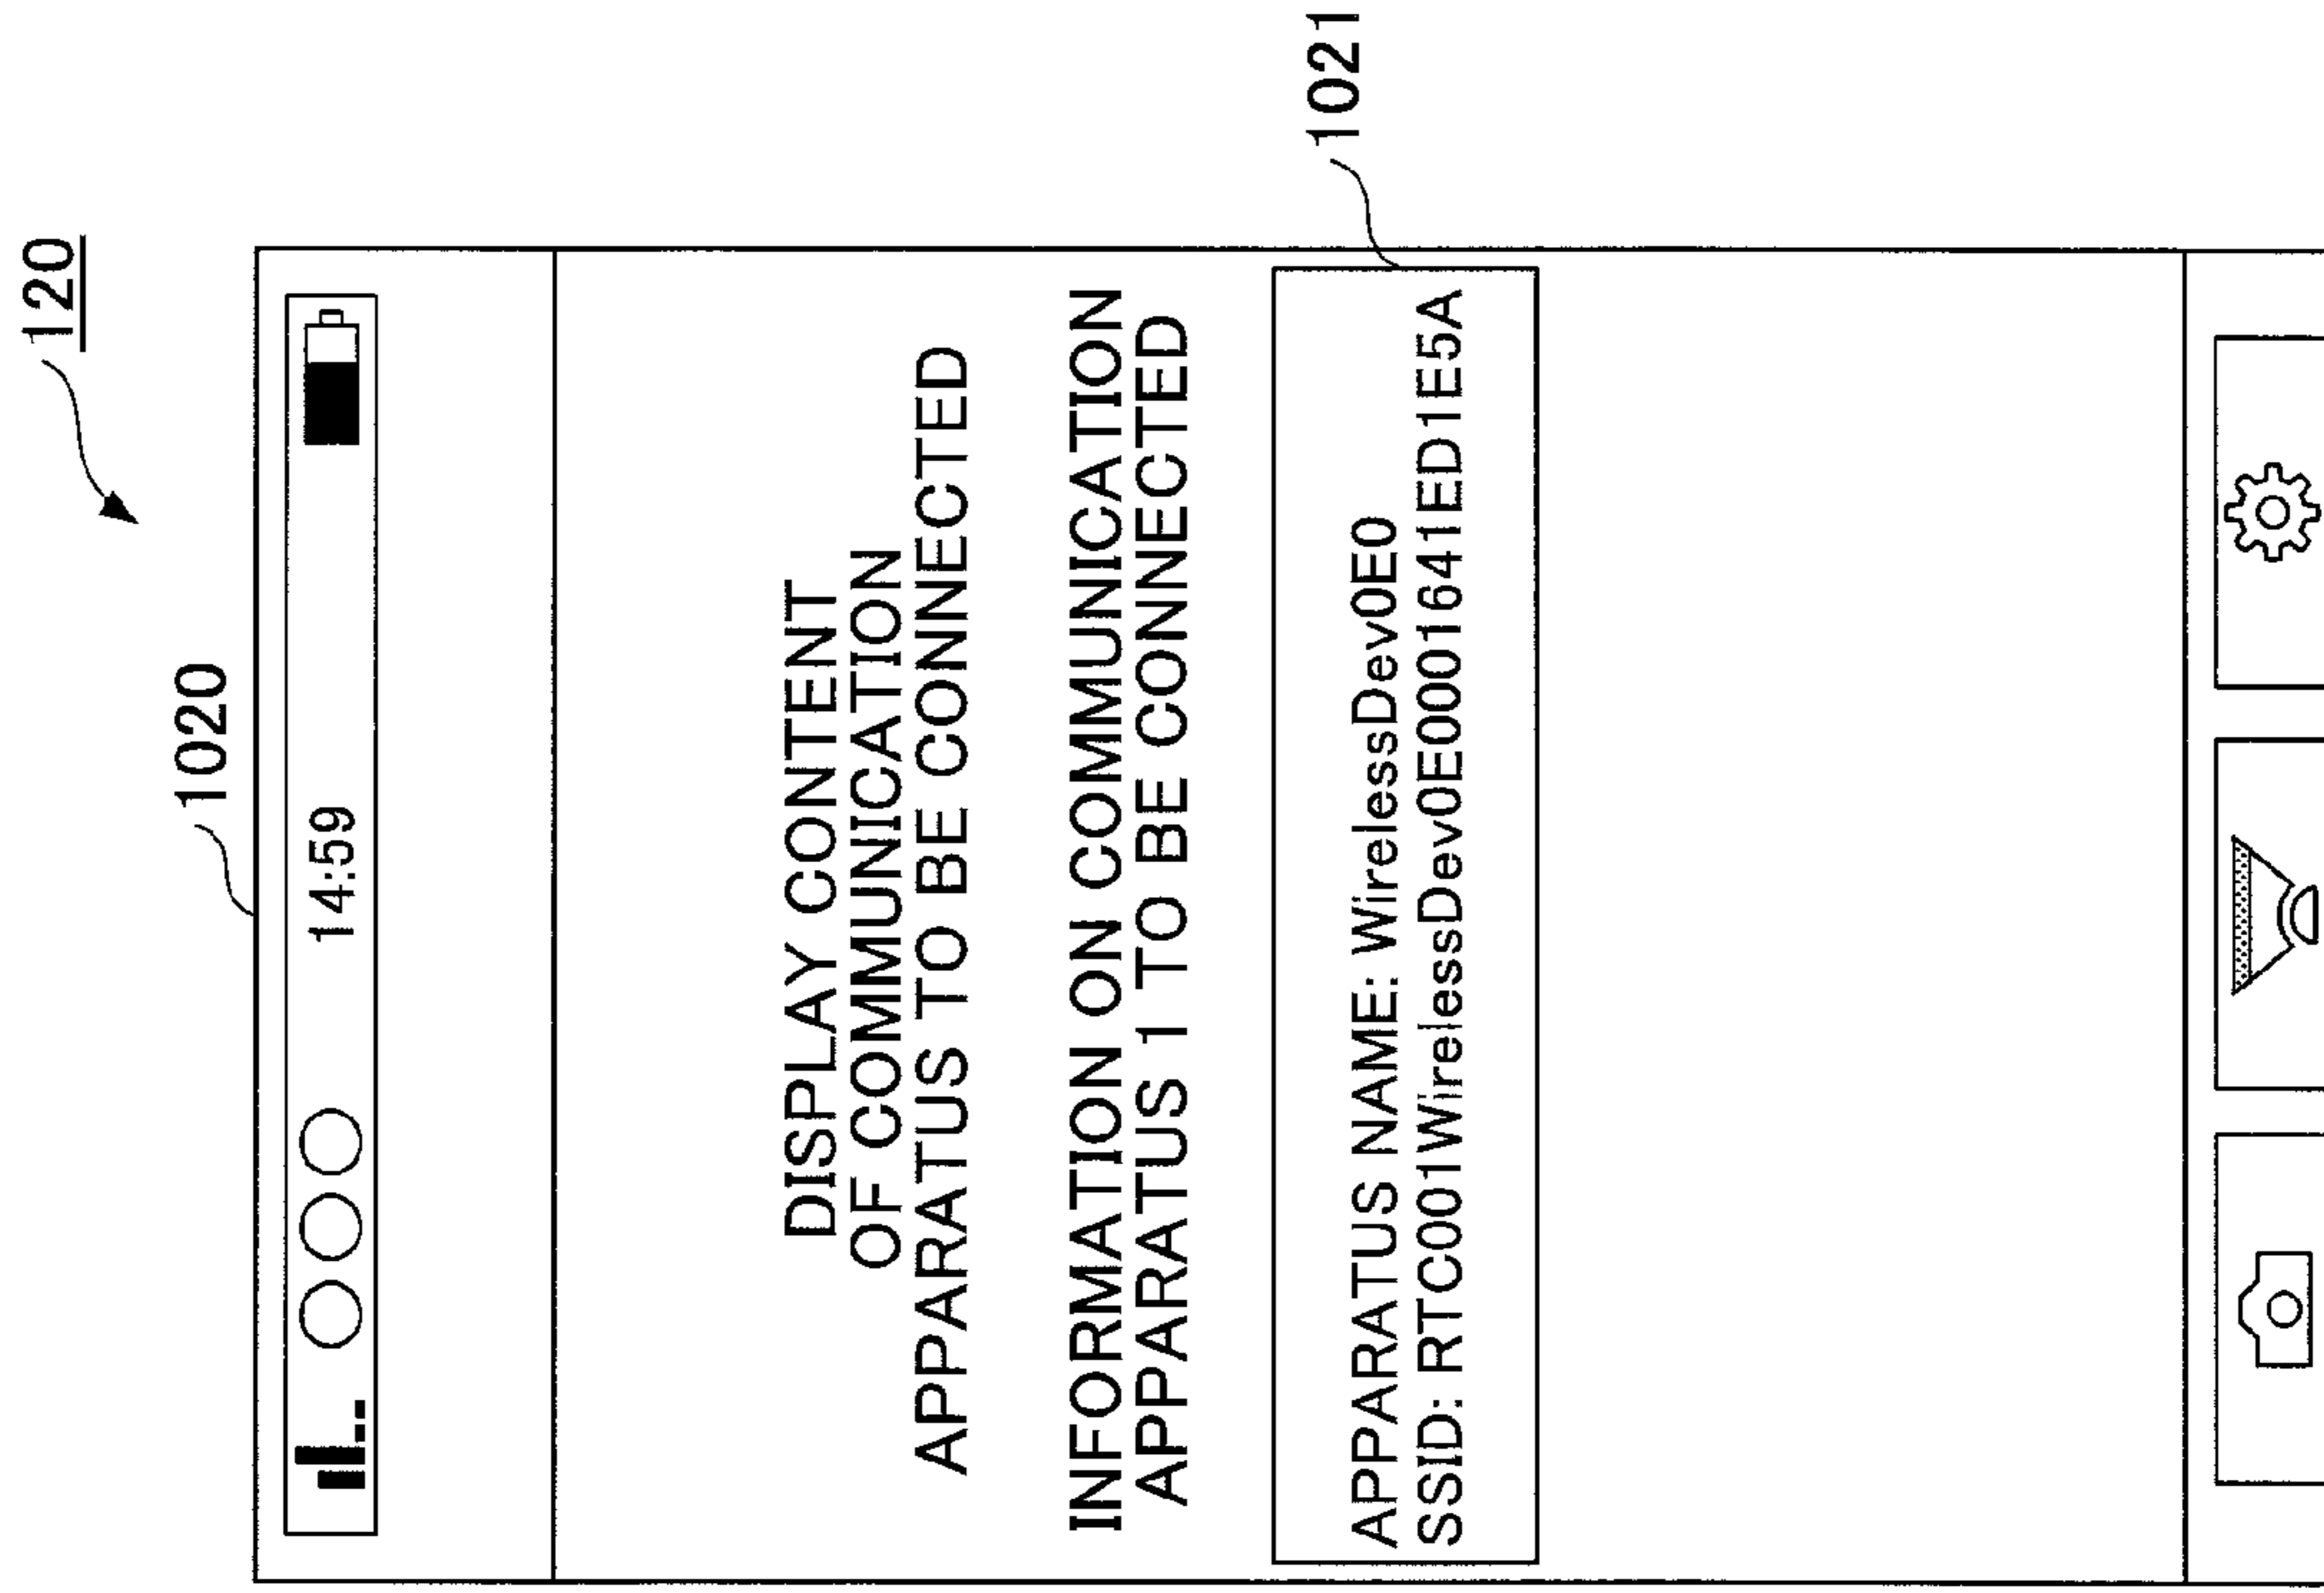 120
1020
14:59
DISPLAY CONTENT
OF COMMUNICATION
APPARATUS TO BE CONNECTED
INFORMATION ON COMMUNICATION
APPARATUS 1 TO BE CONNECTED
1021
APPARATUS NAME: WirelessDev0E0
SSID: RTC001WirelessDev0E0001641ED1E5A